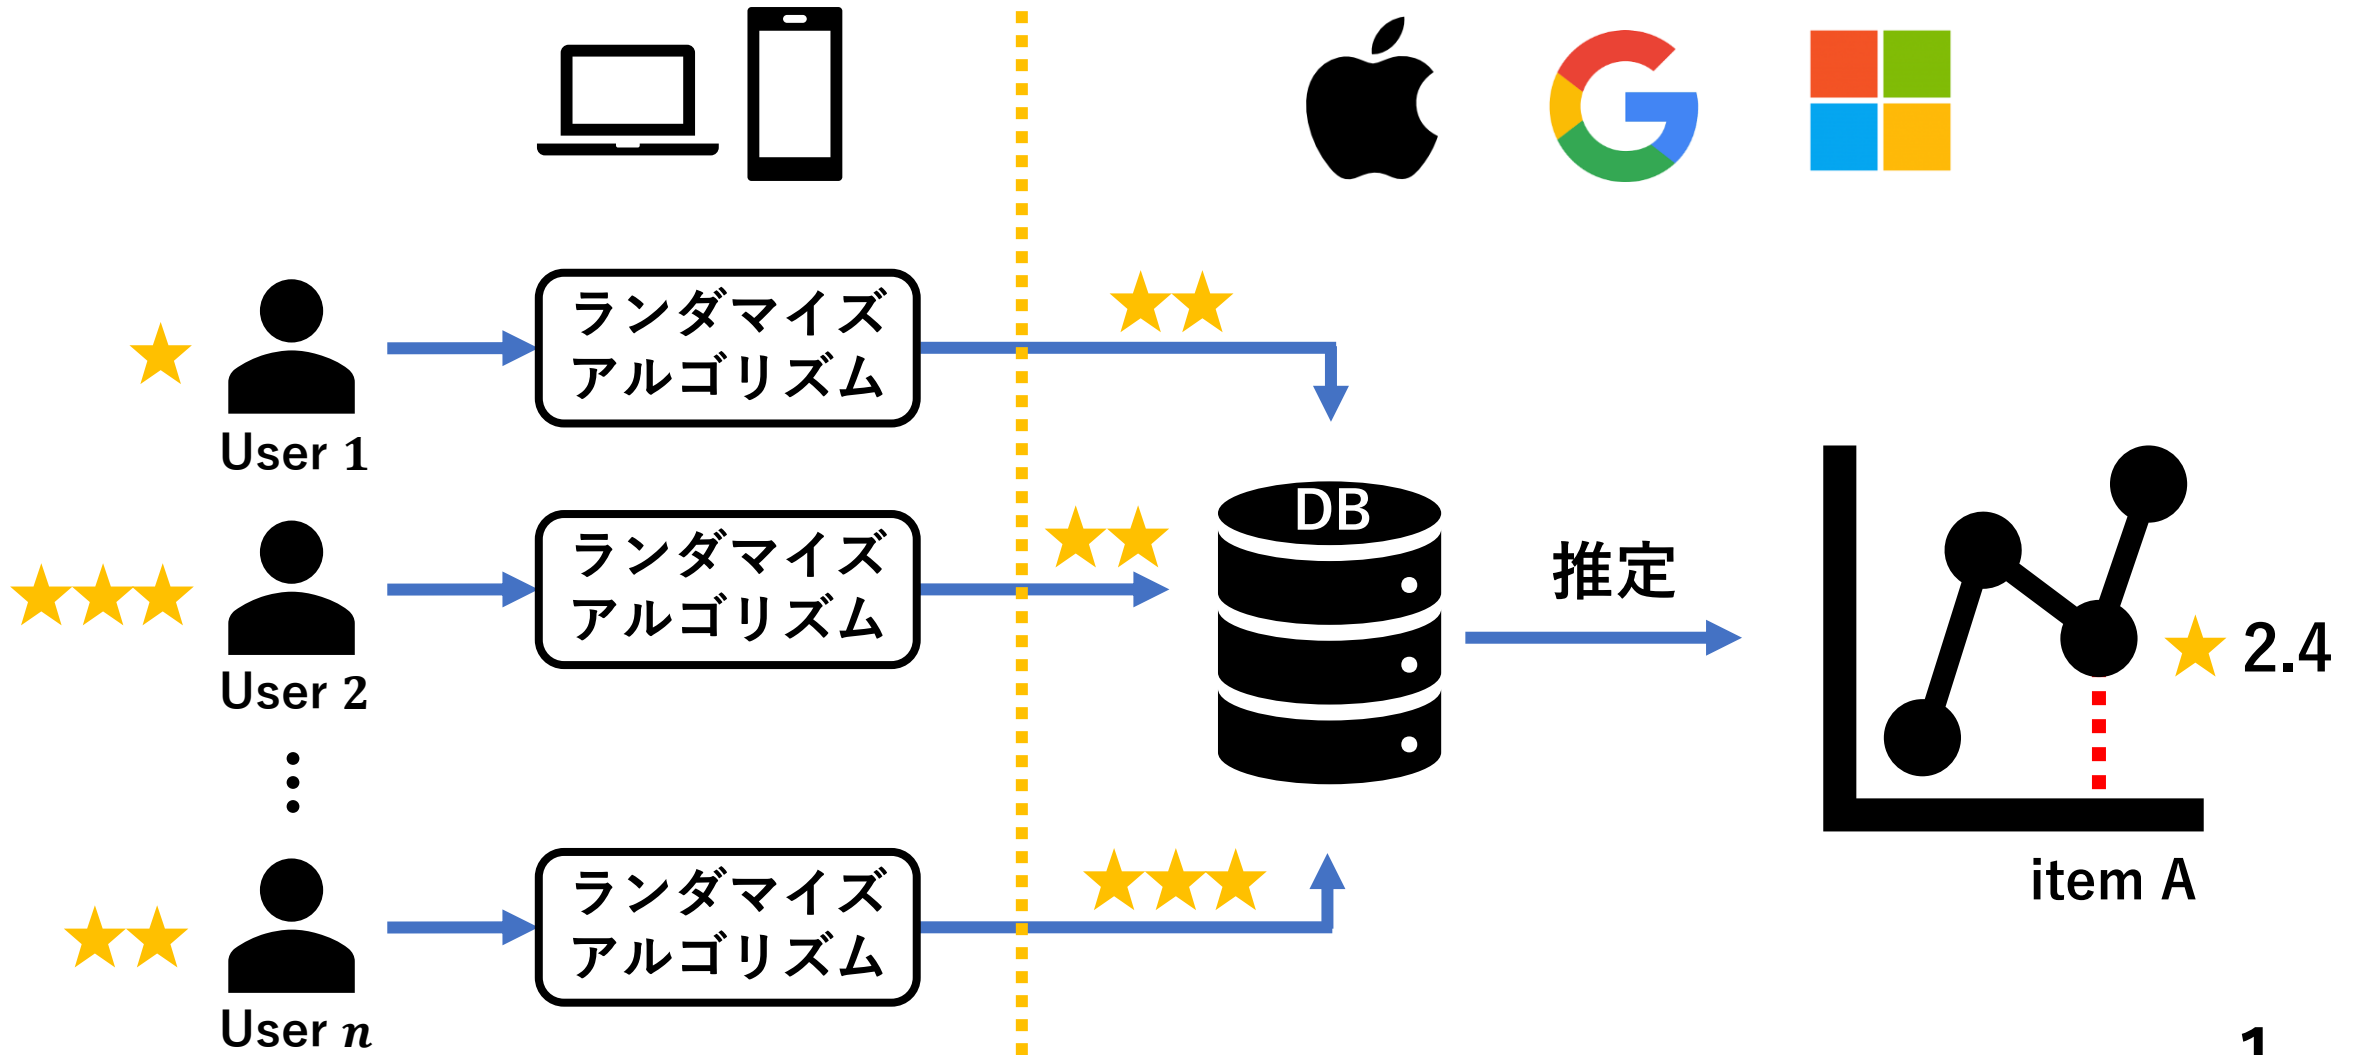 ランダマイズ
アルゴリズム
User 1
ランダマイズ
アルゴリズム
User 2
DB
推定
2.4
item A
ランダマイズ
アルゴリズム
User n
1